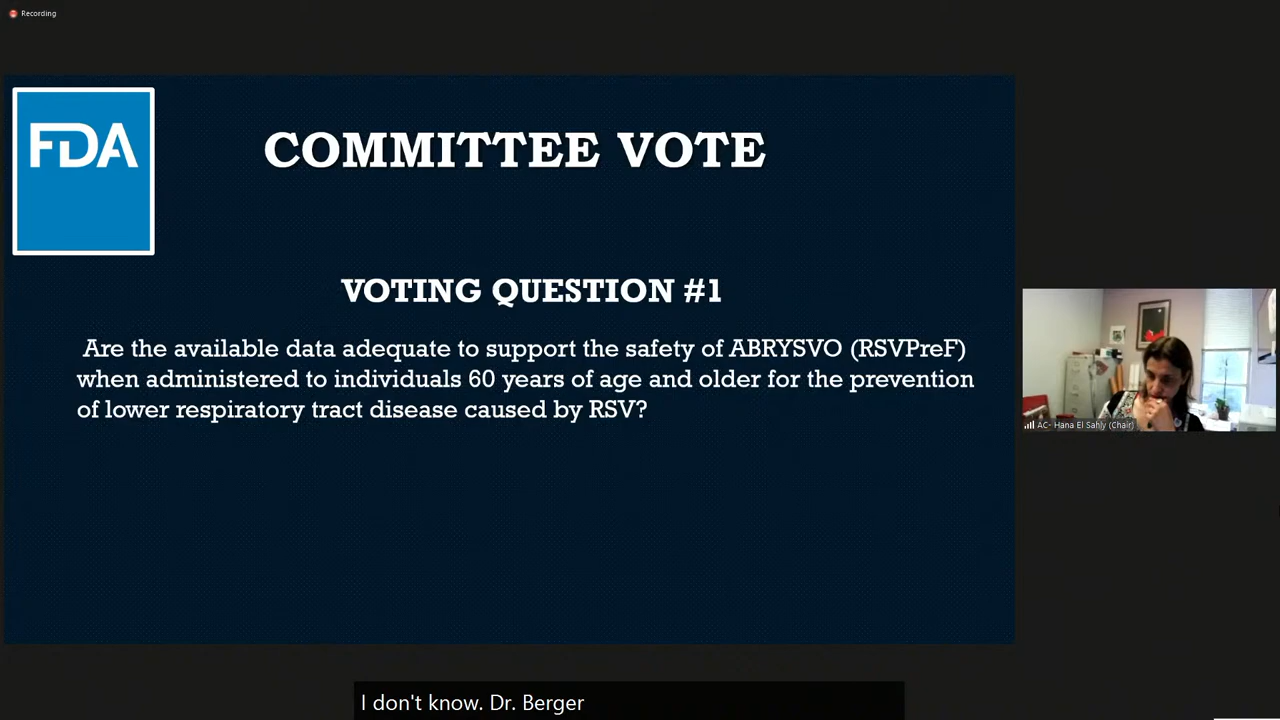 Recording
FDA
COMMITTEE VOTE
VOTING QUESTION #1
Are the available data adequate to support the safety of ABRYSVO (RSVPreF)
when administered to individuals 60 years of age and older for the prevention
of lower respiratory tract disease caused by RSV?
AC- Hana El Sahly (Chair)
I don't know. Dr. Berger